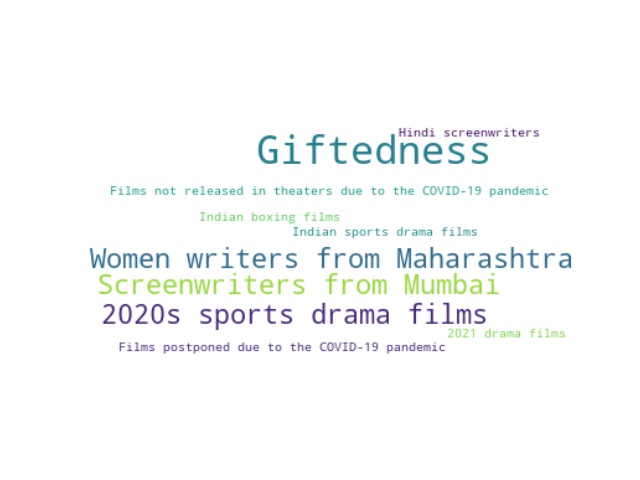 Hindi screenwriters
Giftedness
Films not released in theaters due to the COVID-19 pandemic
Indian boxing films
Indian sports drama films
Women writers from Maharashtra
Screenwriters from Mumbai
2020s sports drama films
2021 drama films
Films postponed due to the COVID-19 pandemic